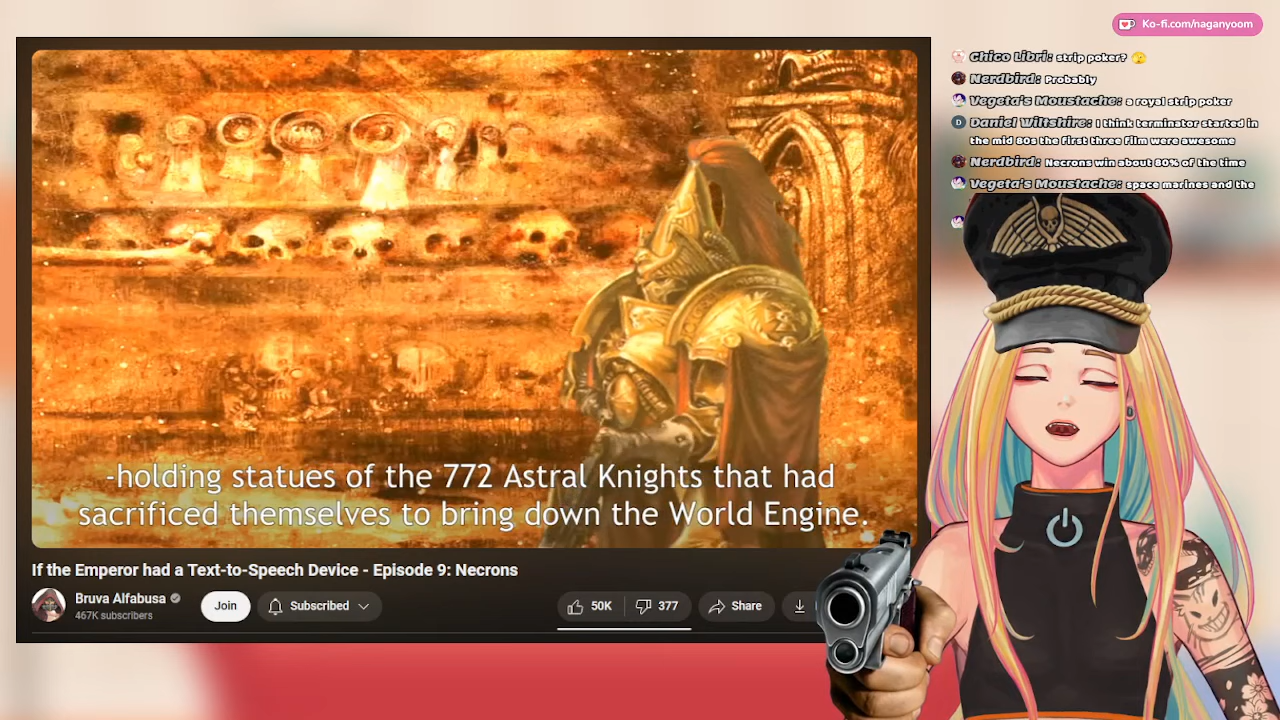 Ko-fi.com/naganyoom
Chico Libri: strip poker?
Nerdbird: Probably
Vegeta's Moustache: a royal strip poker
Daniel Wiltshire: I think terminator started in
the mid 80s the first three film were awesome
Nerdbird: Necrons win about 80% of the time
Vegeta's Moustache: space marines and the
-holding statues of the 772 Astral Knights that had
sacrificed themselves to bring down the World Engine.
If the Emperor had a Text-to-Speech Device - Episode 9: Necrons
Bruva Alfabusa
467K subscribers
Join
Subscribed
50K
377
Share